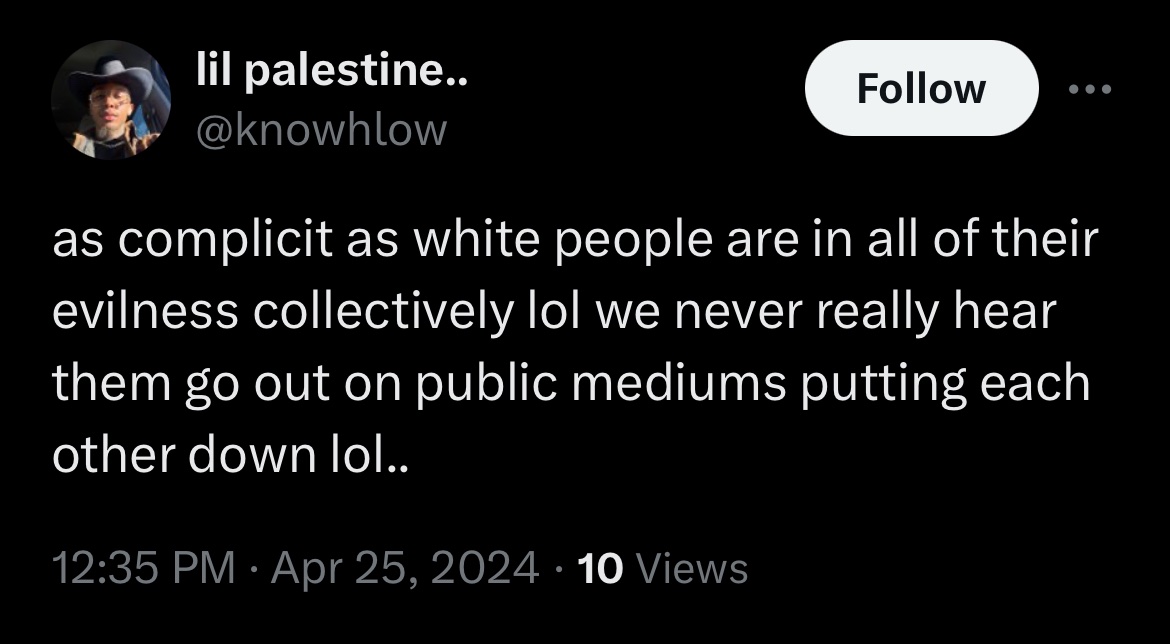 lil palestine..
Follow
@knowhlow
as complicit as white people are in all of their
evilness collectively lol we never really hear
them go out on public mediums putting each
other down lol..
12:35 PM · Apr 25, 2024 · 10 Views